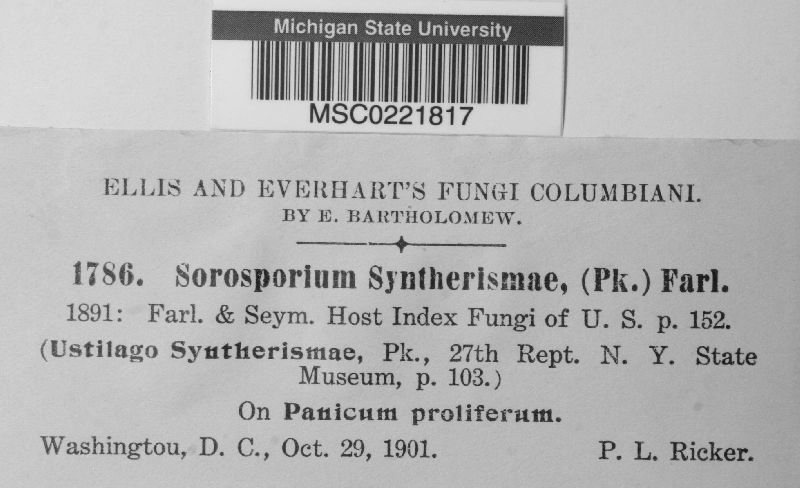 Michigan State University
MSC0221817
ELLIS AND EVERHART'S FUNGI COLUMBIANI.
BY E. BARTHOLOMEW.
1786. Sorosporium Syntherismae, (Pk.) Farl.
1891: Farl. & Seym. Host Index Fungi of U. S. p. 152.
(Ustilago Syntherismae, Pk., 27th Rept. N. Y. State
Museum, p. 103.)
On Panicum proliferum.
Washingtou, D. C., Oct. 29, 1901. P. L. Ricker.